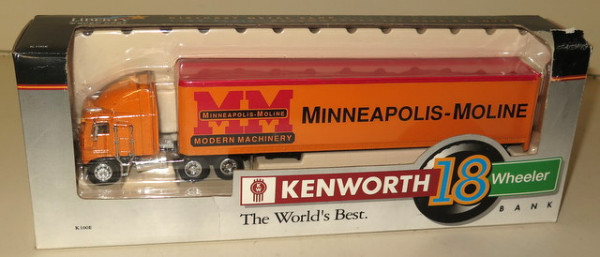 MM
MINNEAPOLIS-MOLINE
MODERN MACHINERY
MINNEAPOLIS-MOLINE
KENWORTH 18 Wheeler
BANK
The World's Best.